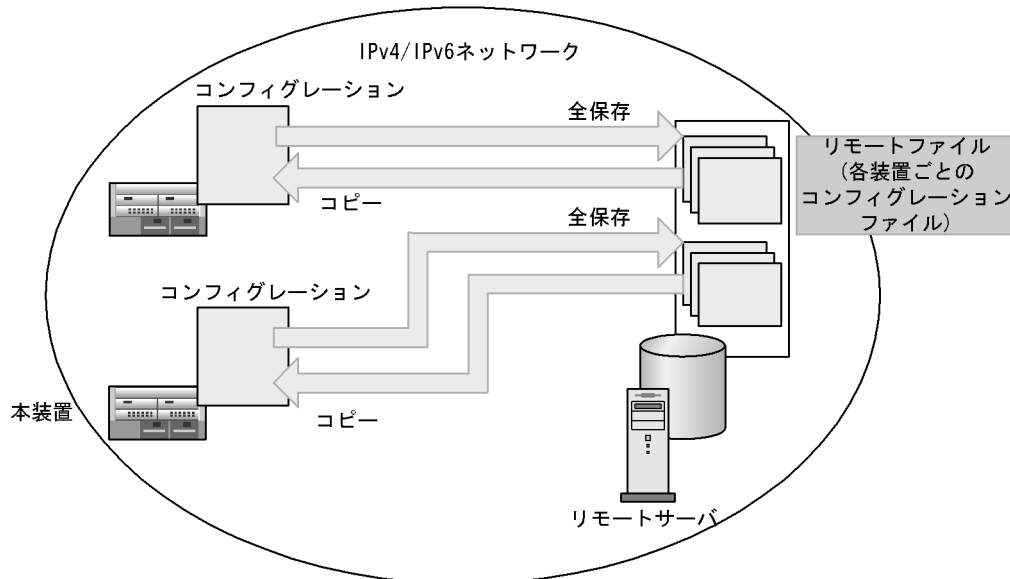 IPv4/IPv6ネットワーク
コンフィグレーション
全保存
コピー
リモートファイル
(各装置ごとの
コンフィグレーション
ファイル)
全保存
コンフィグレーション
コピー
本装置
リモートサーバ